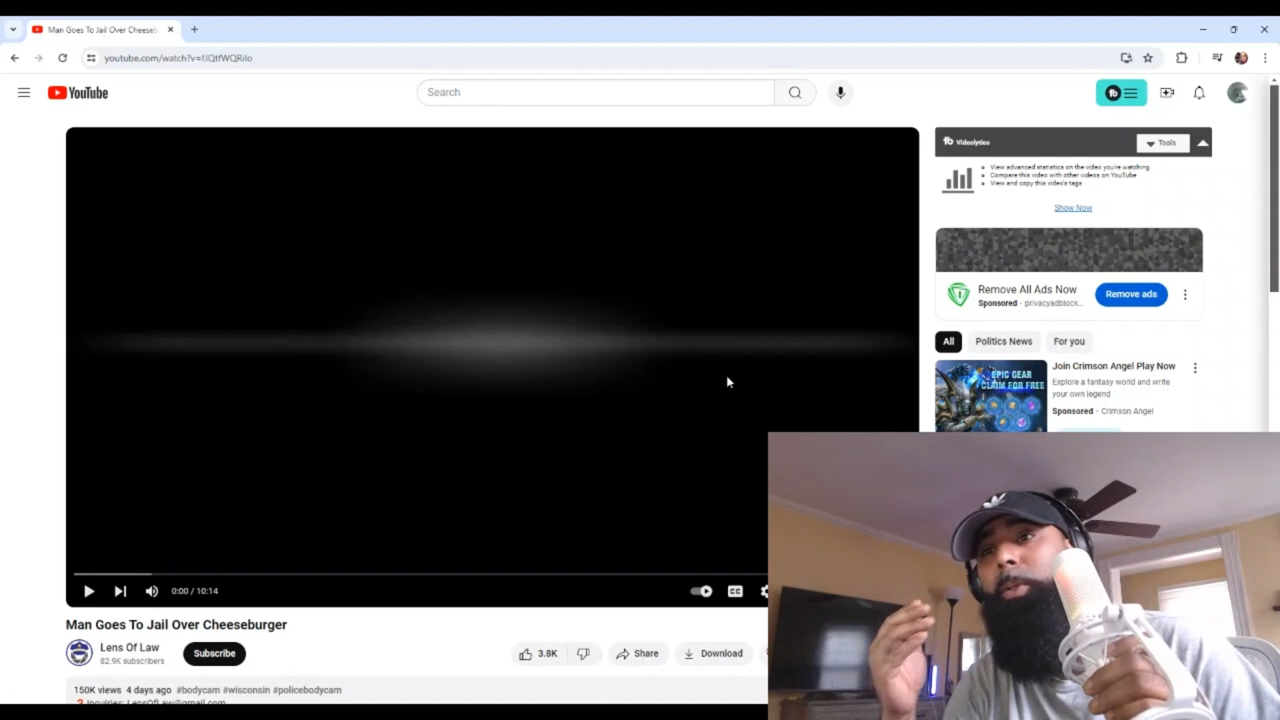 Man Goes To Jail Over Cheeseb
youtube.com/watch?v=
YouTube
Search
Videolytics
Tools
View advanced statistics on the video you're watching
Compare this video with other videos on YouTube
View and copy this video's tags
Show Now
Remove All Ads Now
Sponsored · privacyadblock...
Remove ads
All
Politics News
For you
EPIC GEAR
CLAIM FOR FREE
Join Crimson Angel Play Now
Explore a fantasy world and write
your own legend
Sponsored · Crimson Angel
0:00 / 10:14
CC
Man Goes To Jail Over Cheeseburger
Lens Of Law
82.9K subscribers
Subscribe
3.8K
Share
Download
150K views 4 days ago #bodycam #wisconsin #policebodycam
Inquiries: LensOfLaw@gmail.com